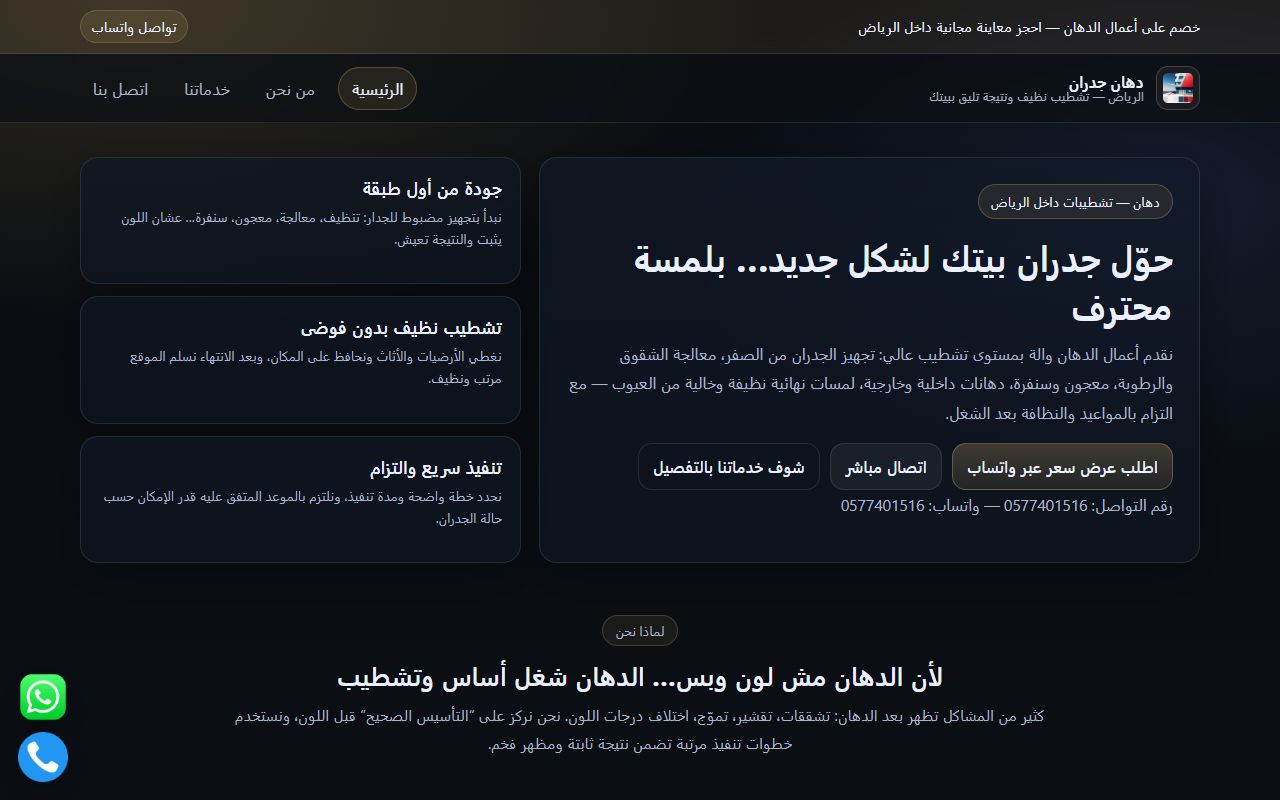 خصم على أعمال الدهان — احجز معاينة مجانية داخل الرياض
تواصل واتساب
دهان جدران
الرياض — تشطيب نظيف ونتيجة تليق ببيتك
الرئيسية
من نحن
خدماتنا
اتصل بنا
دهان — تشطيبات داخل الرياض
حوّل جدران بيتك لشكل جديد... بلمسة
محترف
نقدم أعمال الدهان والة بمستوى تشطيب عالي: تجهيز الجدران من الصفر، معالجة الشقوق
والرطوبة، معجون وسنفرة، دهانات داخلية وخارجية، لمسات نهائية نظيفة وخالية من العيوب — مع
التزام بالمواعيد والنظافة بعد الشغل.
اطلب عرض سعر عبر واتساب
اتصال مباشر
شوف خدماتنا بالتفصيل
رقم التواصل: 0577401516 — واتساب: 0577401516
جودة من أول طبقة
نبدأ بتجهيز مضبوط للجدار: تنظيف، معالجة، معجون، سنفرة… عشان اللون
يثبت والنتيجة تعيش.
تشطيب نظيف بدون فوضى
نغطي الأرضيات والأثاث ونحافظ على المكان، وبعد الانتهاء نسلم الموقع
مرتب ونظيف.
تنفيذ سريع والتزام
نحدد خطة واضحة ومدة تنفيذ، ونلتزم بالموعد المتفق عليه قدر الإمكان حسب
حالة الجدران.
لماذا نحن
لأن الدهان مش لون وبس... الدهان شغل أساس وتشطيب
كثير من المشاكل تظهر بعد الدهان: تشققات، تقشير، تموّج، اختلاف درجات اللون. نحن نركز على “التأسيس الصحيح” قبل اللون، ونستخدم
خطوات تنفيذ مرتبة تضمن نتيجة ثابتة ومظهر فخم.